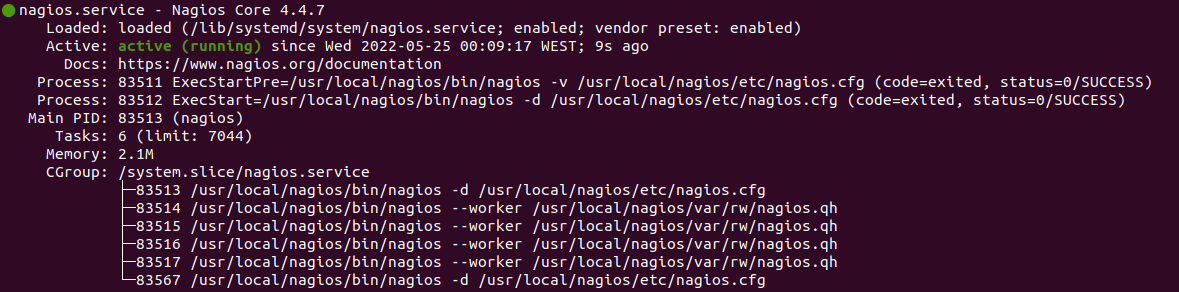 ● nagios.service - Nagios Core 4.4.7
Loaded: loaded (/lib/systemd/system/nagios.service; enabled; vendor preset: enabled)
Active: active (running) since Wed 2022-05-25 00:09:17 WEST; 9s ago
Docs: https://www.nagios.org/documentation
Process: 83511 ExecStartPre=/usr/local/nagios/bin/nagios -v /usr/local/nagios/etc/nagios.cfg (code=exited, status=0/SUCCESS)
Process: 83512 ExecStart=/usr/local/nagios/bin/nagios -d /usr/local/nagios/etc/nagios.cfg (code=exited, status=0/SUCCESS)
Main PID: 83513 (nagios)
Tasks: 6 (limit: 7044)
Memory: 2.1M
CGroup: /system.slice/nagios.service
├─83513 /usr/local/nagios/bin/nagios -d /usr/local/nagios/etc/nagios.cfg
├─83514 /usr/local/nagios/bin/nagios --worker /usr/local/nagios/var/rw/nagios.qh
├─83515 /usr/local/nagios/bin/nagios --worker /usr/local/nagios/var/rw/nagios.qh
├─83516 /usr/local/nagios/bin/nagios --worker /usr/local/nagios/var/rw/nagios.qh
├─83517 /usr/local/nagios/bin/nagios --worker /usr/local/nagios/var/rw/nagios.qh
└─83567 /usr/local/nagios/bin/nagios -d /usr/local/nagios/etc/nagios.cfg